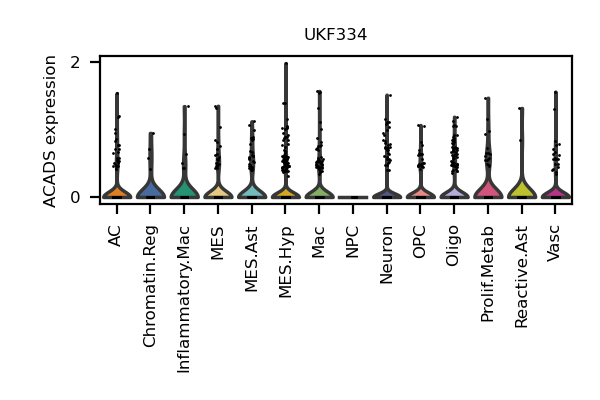 UKF334
ACADS expression
2
0
AC
Chromatin.Reg
Inflammatory.Mac
MES
MES.Ast
MES.Hyp
Mac
NPC
Neuron
OPC
Oligo
Prolif.Metab
Reactive.Ast
Vasc